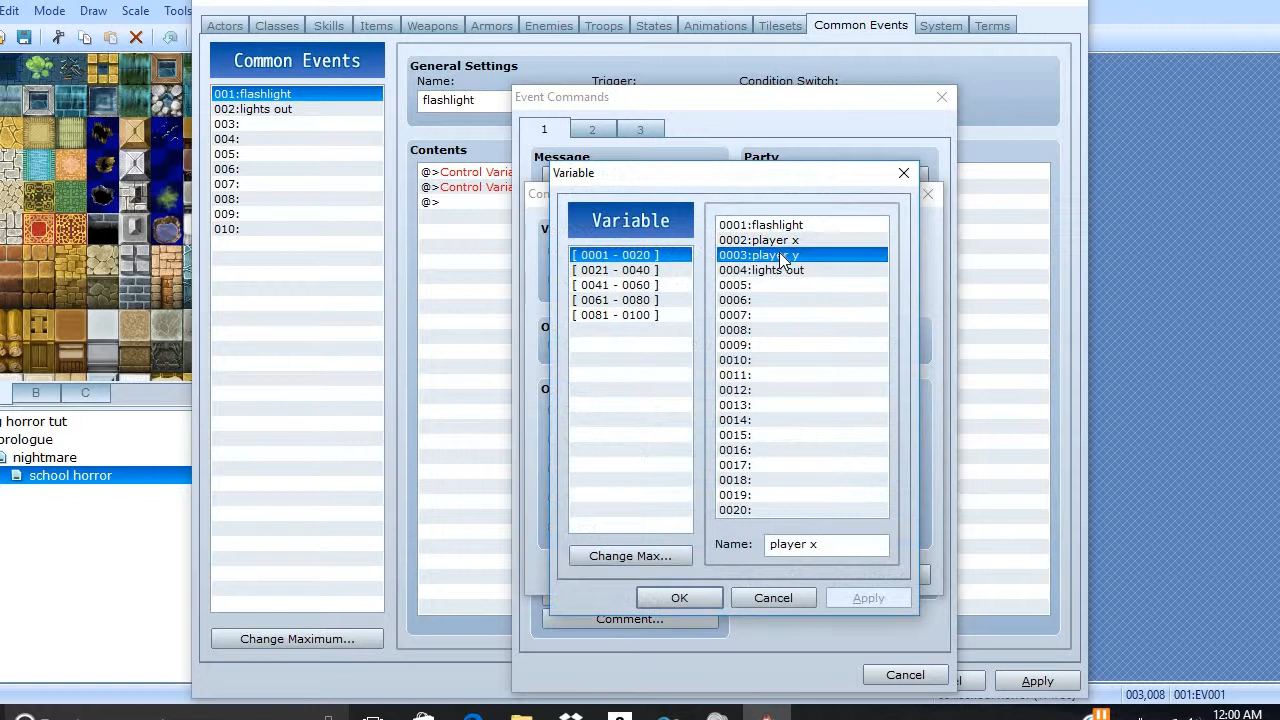 Edit Mode Draw Scale Tools
Actors Classes Skills Items Weapons Armors Enemies Troops States Animations Tilesets Common Events System Terms
Common Events
001:flashlight
002:lights out
003:
004:
005:
006:
007:
008:
009:
010:
Change Maximum...
General Settings
Name: Trigger: Condition Switch:
flashlight
Contents
@>Control Varia
@>Control Varia
@>
Event Commands
1 2 3
Message Party
Comment...
Cancel
Variable
Variable
[ 0001 - 0020 ]
[ 0021 - 0040 ]
[ 0041 - 0060 ]
[ 0061 - 0080 ]
[ 0081 - 0100 ]
Change Max...
0001:flashlight
0002:player x
0003:player y
0004:lights out
0005:
0006:
0007:
0008:
0009:
0010:
0011:
0012:
0013:
0014:
0015:
0016:
0017:
0018:
0019:
0020:
Name: player x
OK Cancel Apply
Apply
B C
g horror tut
prologue
nightmare
school horror
003,008 001:EV001
12:00 AM